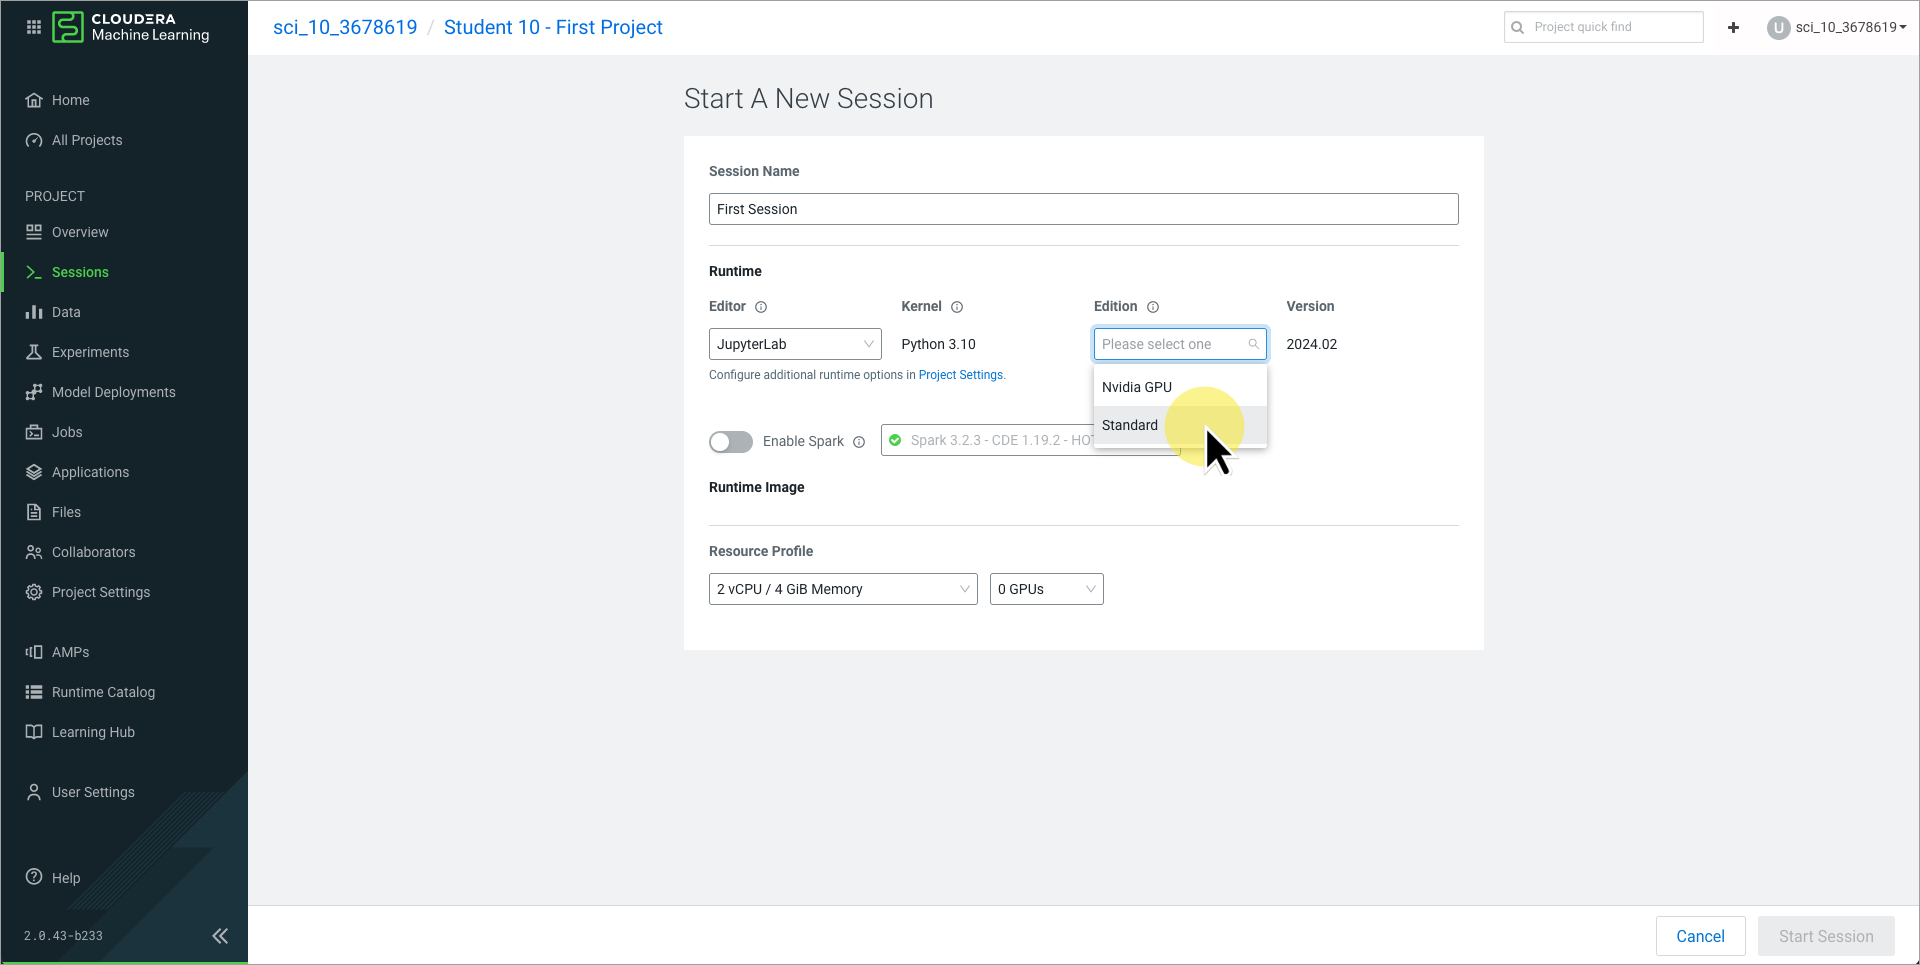 CLOUDERA
Machine Learning
sci_10_3678619 / Student 10 - First Project
Project quick find
U
sci_10_3678619
Home
All Projects
PROJECT
Overview
Sessions
Data
Experiments
Model Deployments
Jobs
Applications
Files
Collaborators
Project Settings
AMPs
Runtime Catalog
Learning Hub
User Settings
Help
2.0.43-b233
Start A New Session
Session Name
First Session
Runtime
Editor Kernel Edition Version
JupyterLab Python 3.10 Please select one 2024.02
Configure additional runtime options in Project Settings.
Nvidia GPU
Standard
Enable Spark Spark 3.2.3 - CDE 1.19.2 - HO
Runtime Image
Resource Profile
2 vCPU / 4 GiB Memory 0 GPUs
Cancel Start Session